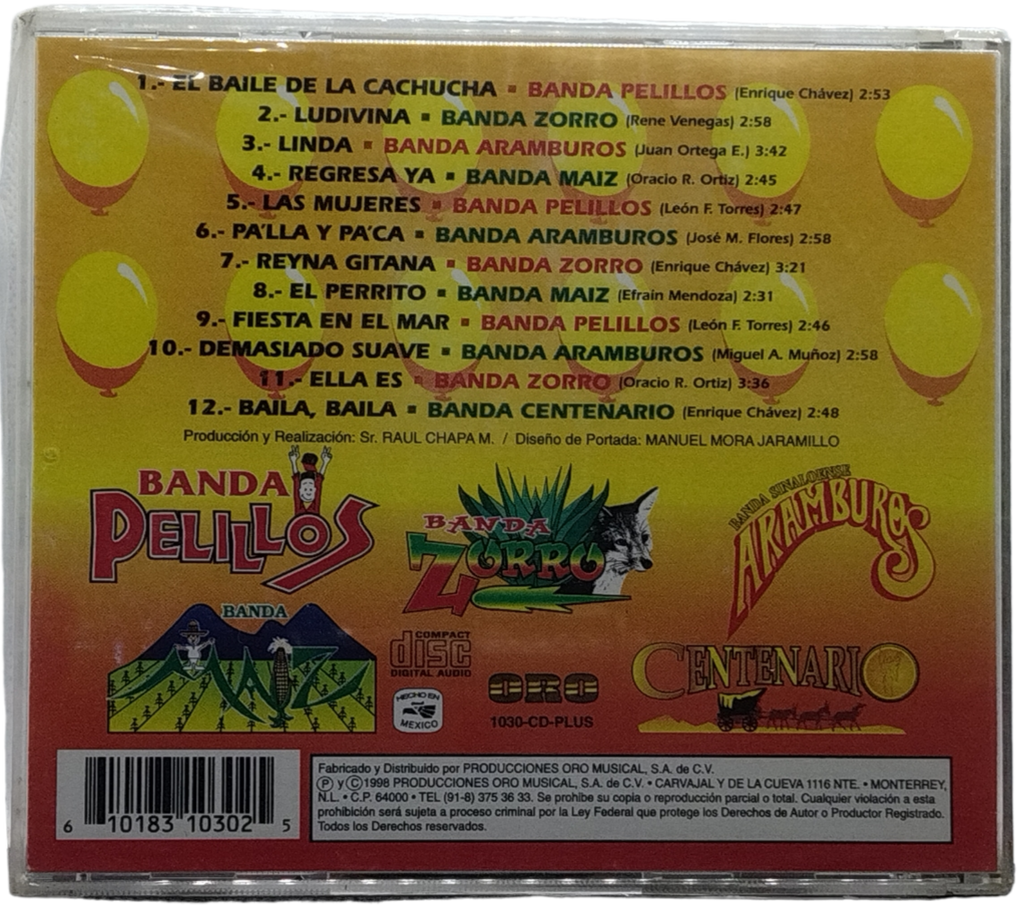 1.- EL BAILE DE LA CACHUCHA ▪ BANDA PELILLOS (Enrique Chávez) 2:53
2.- LUDIVINA ▪ BANDA ZORRO (Rene Venegas) 2:58
3.- LINDA ▪ BANDA ARAMBUROS (Juan Ortega E.) 3:42
4.- REGRESA YA ▪ BANDA MAIZ (Oracio R. Ortiz) 2:45
5.- LAS MUJERES ▪ BANDA PELILLOS (León F. Torres) 2:47
6.- PA'LLA Y PA'CA ▪ BANDA ARAMBUROS (José M. Flores) 2:58
7.- REYNA GITANA ▪ BANDA ZORRO (Enrique Chávez) 3:21
8.- EL PERRITO ▪ BANDA MAIZ (Efrain Mendoza) 2:31
9.- FIESTA EN EL MAR ▪ BANDA PELILLOS (León F. Torres) 2:46
10.- DEMASIADO SUAVE ▪ BANDA ARAMBUROS (Miguel A. Muñoz) 2:58
11.- ELLA ES ▪ BANDA ZORRO (Oracio R. Ortiz) 3:36
12.- BAILA, BAILA ▪ BANDA CENTENARIO (Enrique Chávez) 2:48
Producción y Realización: Sr. RAUL CHAPA M. / Diseño de Portada: MANUEL MORA JARAMILLO
BANDA
PELILLOS
BANDA
ZORRO
BANDA SINALOENSE
ARAMBUROS
BANDA
MAIZ
COMPACT
disc
DIGITAL AUDIO
HECHO EN
MEXICO
ORO
1030-CD-PLUS
CENTENARIO
6 10183 10302 5
Fabricado y Distribuido por PRODUCCIONES ORO MUSICAL, S.A. de C.V.
Ⓟ y Ⓒ 1998 PRODUCCIONES ORO MUSICAL, S.A. de C.V. • CARVAJAL Y DE LA CUEVA 1116 NTE. • MONTERREY,
N.L. • C.P. 64000 • TEL (91-8) 375 36 33. Se prohibe su copia o reproducción parcial o total. Cualquier violación a esta
prohibición será sujeta a proceso criminal por la Ley Federal que protege los Derechos de Autor o Productor Registrado.
Todos los Derechos reservados.